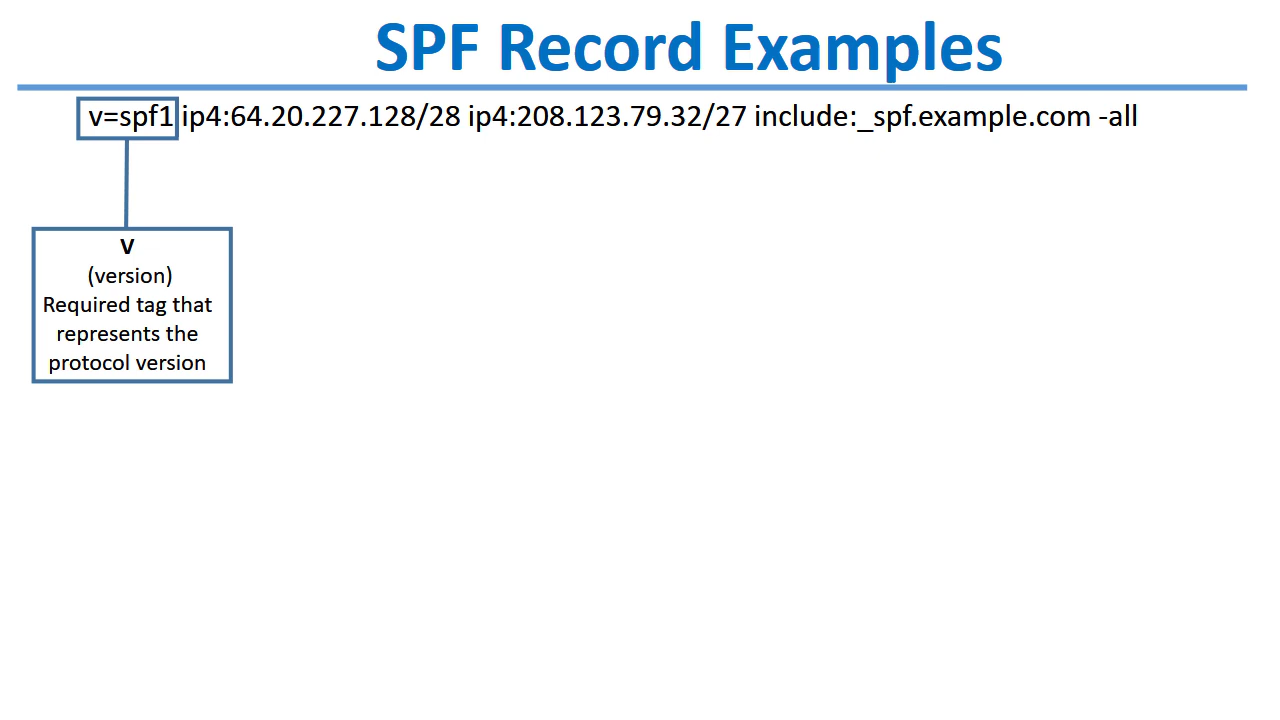 SPF Record Examples
v=spf1 ip4:64.20.227.128/28 ip4:208.123.79.32/27 include:_spf.example.com -all
V
(version)
Required tag that
represents the
protocol version